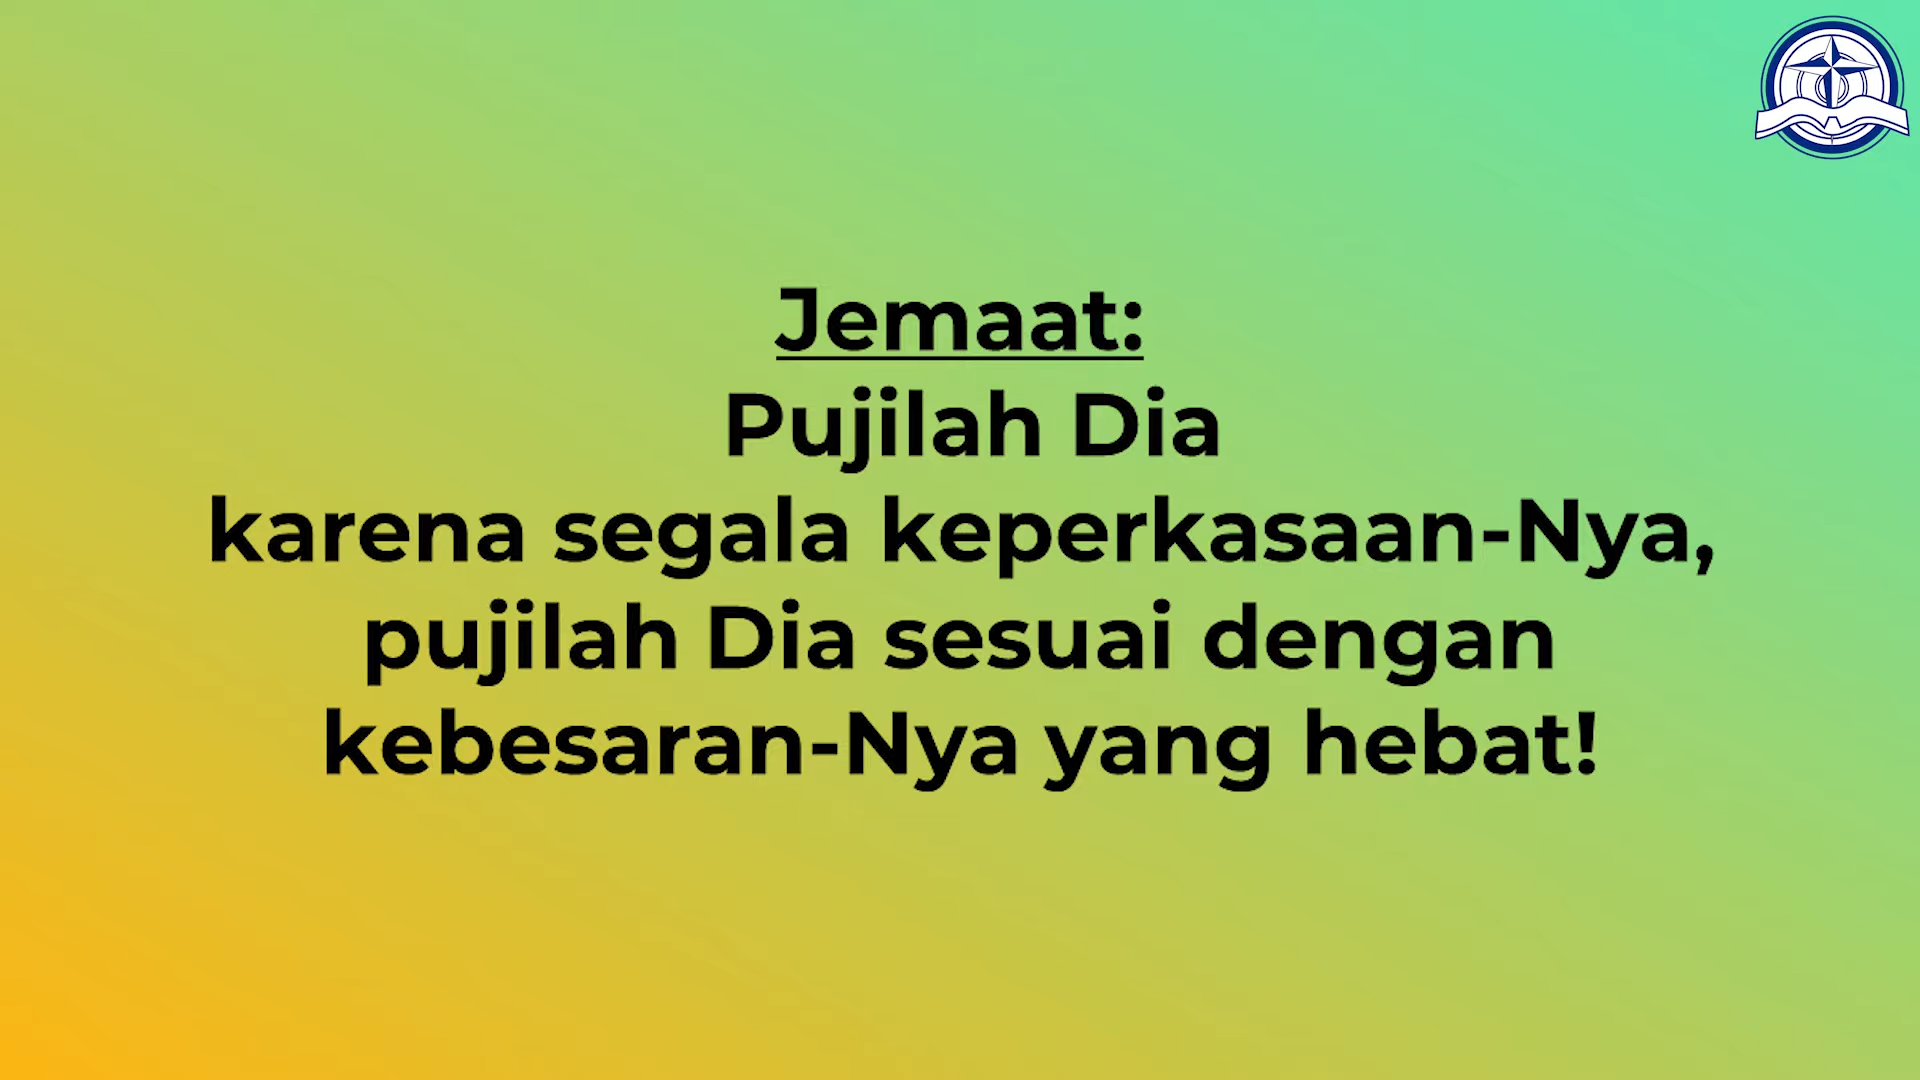 Jemaat:
Pujilah Dia
karena segala keperkasaan-Nya,
pujilah Dia sesuai dengan
kebesaran-Nya yang hebat!